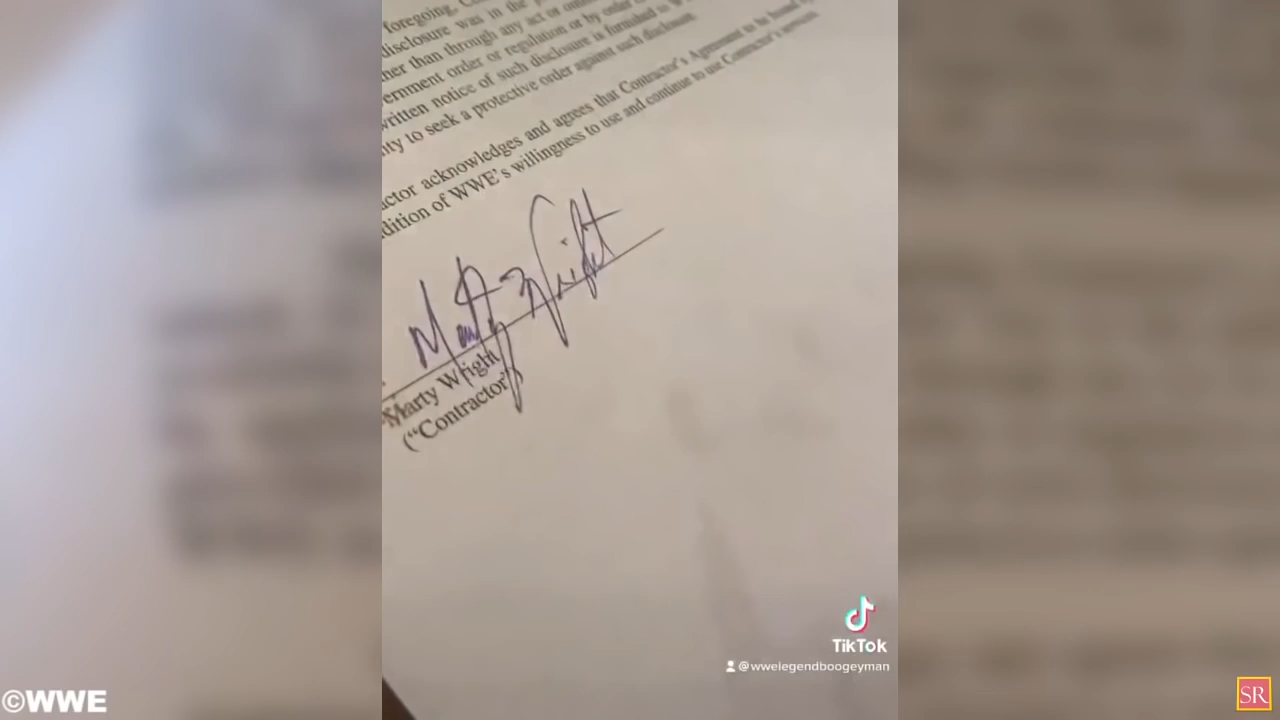 foregoing,
disclosure was in the
her than through any act or
ernment order or regulation or by order
written notice of such disclosure is furnished to
ity to seek a protective order against such disclosure.
actor acknowledges and agrees that Contractor's Agreement to be bound
dition of WWE's willingness to use and continue to use Contractor's services.
Marty Wright
Marty Wright
("Contractor")
TikTok
@wwelegendboogeyman
©WWE
SR